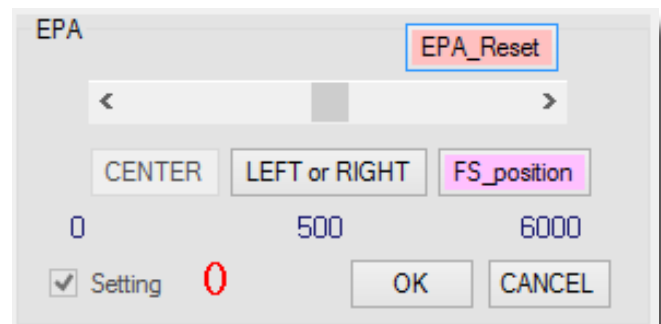 EPA
EPA_Reset
< >
CENTER LEFT or RIGHT FS_position
0 500 6000
Setting 0 OK CANCEL